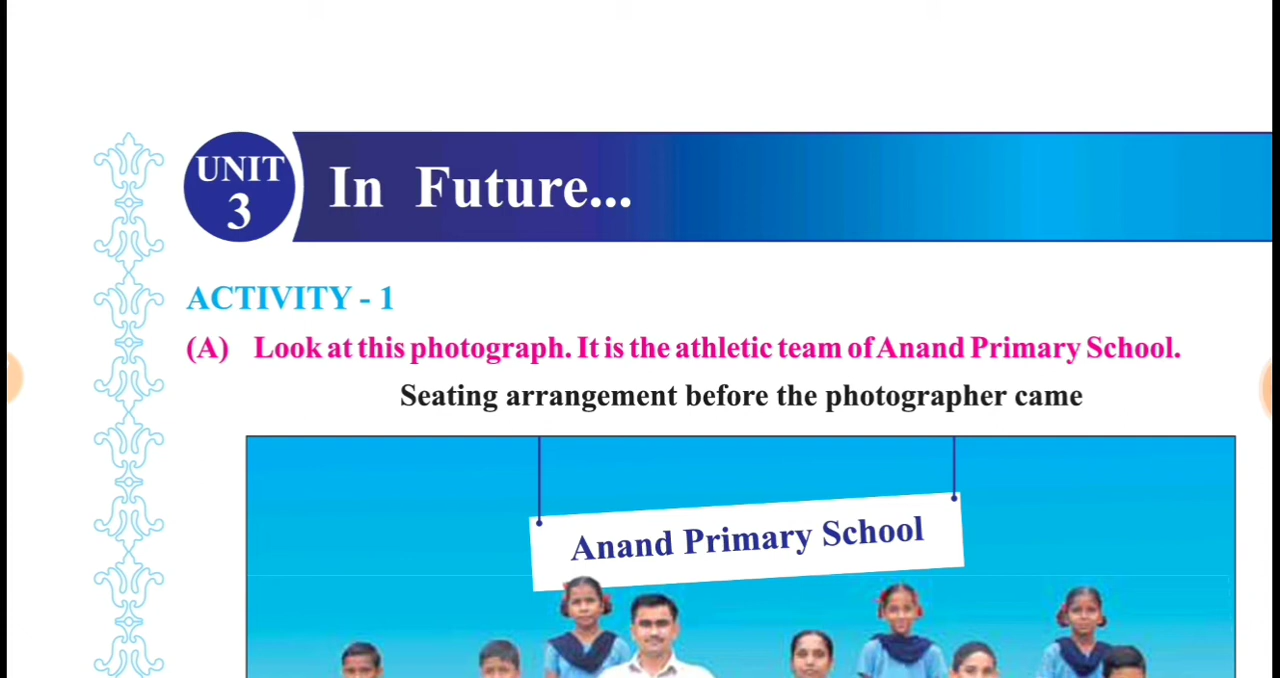 UNIT
3
In Future...
ACTIVITY - 1
(A) Look at this photograph. It is the athletic team of Anand Primary School.
Seating arrangement before the photographer came
Anand Primary School